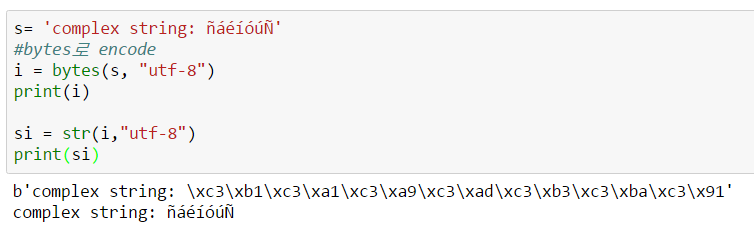 s= 'complex string: ñáéíóúÑ'
#bytes로 encode
i = bytes(s, "utf-8")
print(i)
si = str(i,"utf-8")
print(si)
b'complex string: \xc3\xb1\xc3\xa1\xc3\xa9\xc3\xad\xc3\xb3\xc3\xba\xc3\x91'
complex string: ñáéíóúÑ